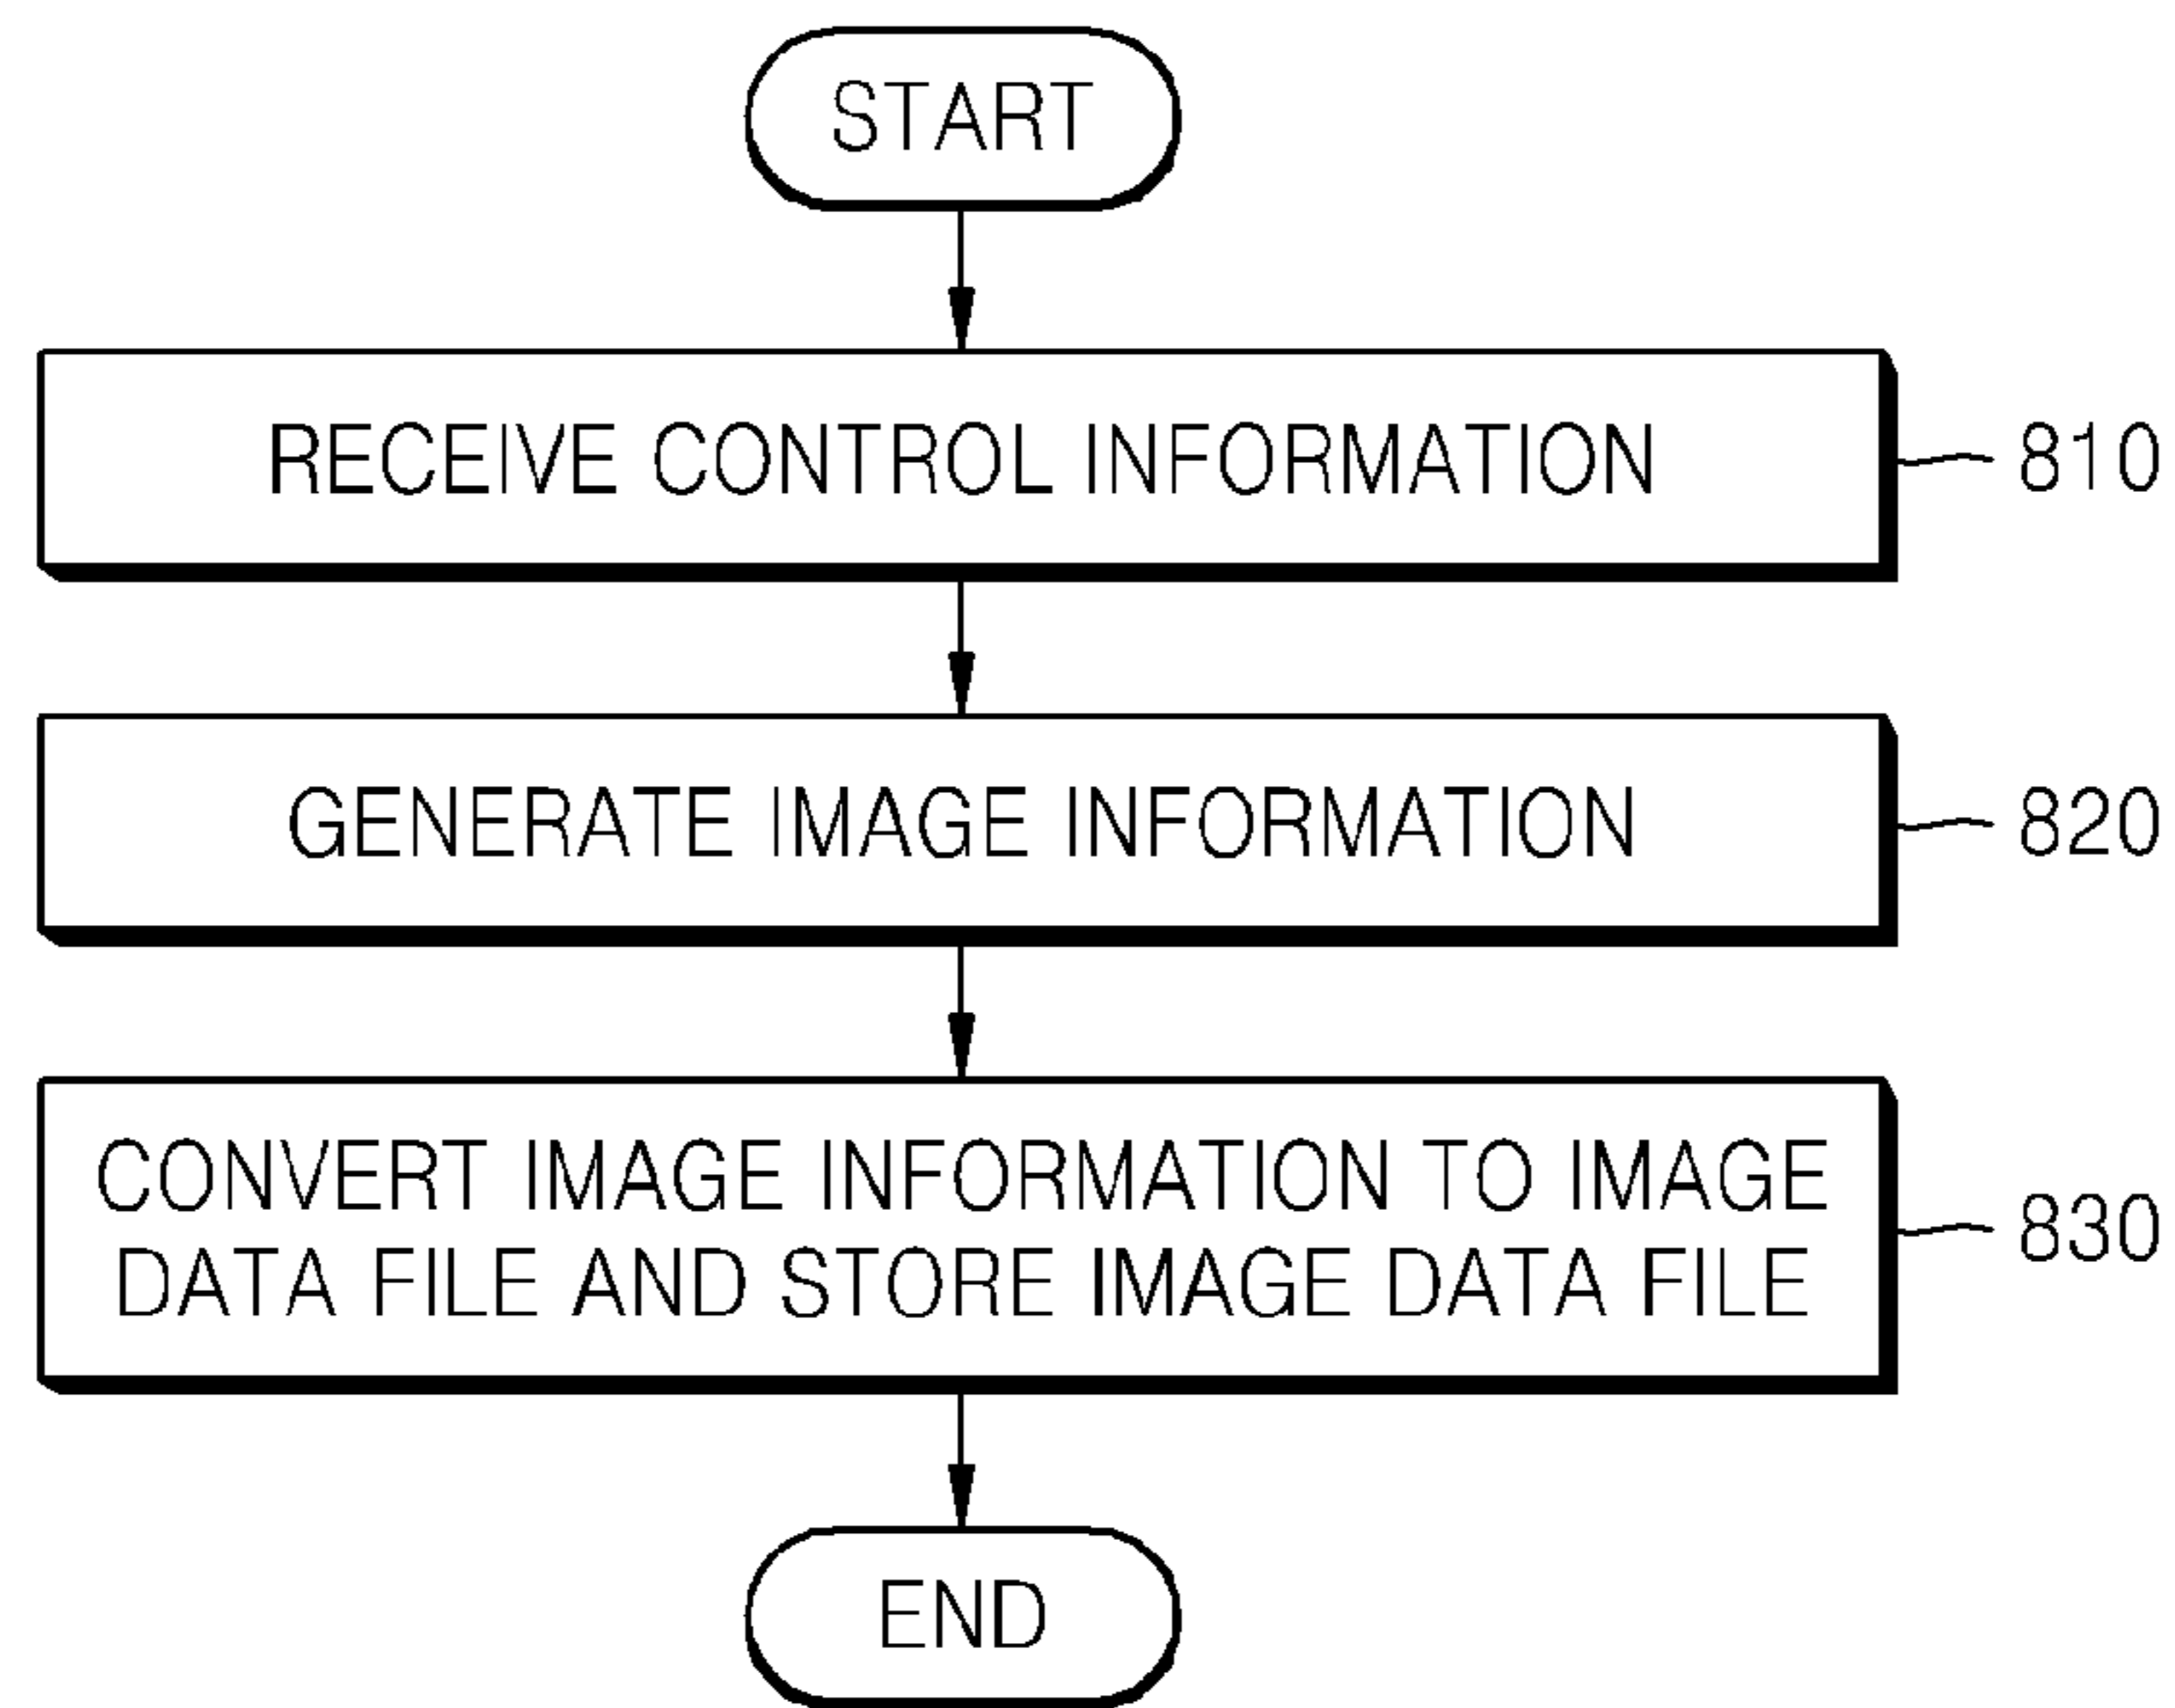 START
RECEIVE CONTROL INFORMATION
810
GENERATE IMAGE INFORMATION
820
CONVERT IMAGE INFORMATION TO IMAGE
DATA FILE AND STORE IMAGE DATA FILE
830
END